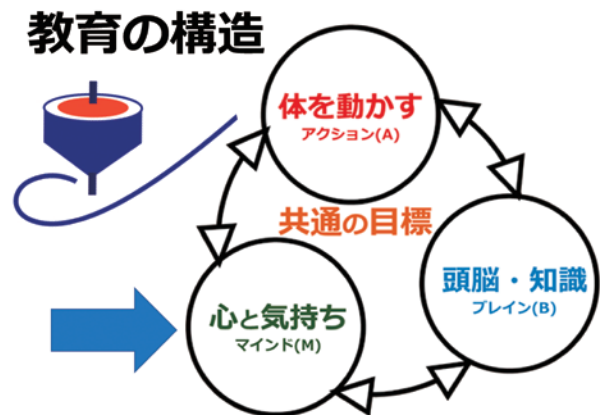 教育の構造
体を動かす
アクション(A)
共通の目標
頭脳・知識
ブレイン(B)
心と気持ち
マインド(M)